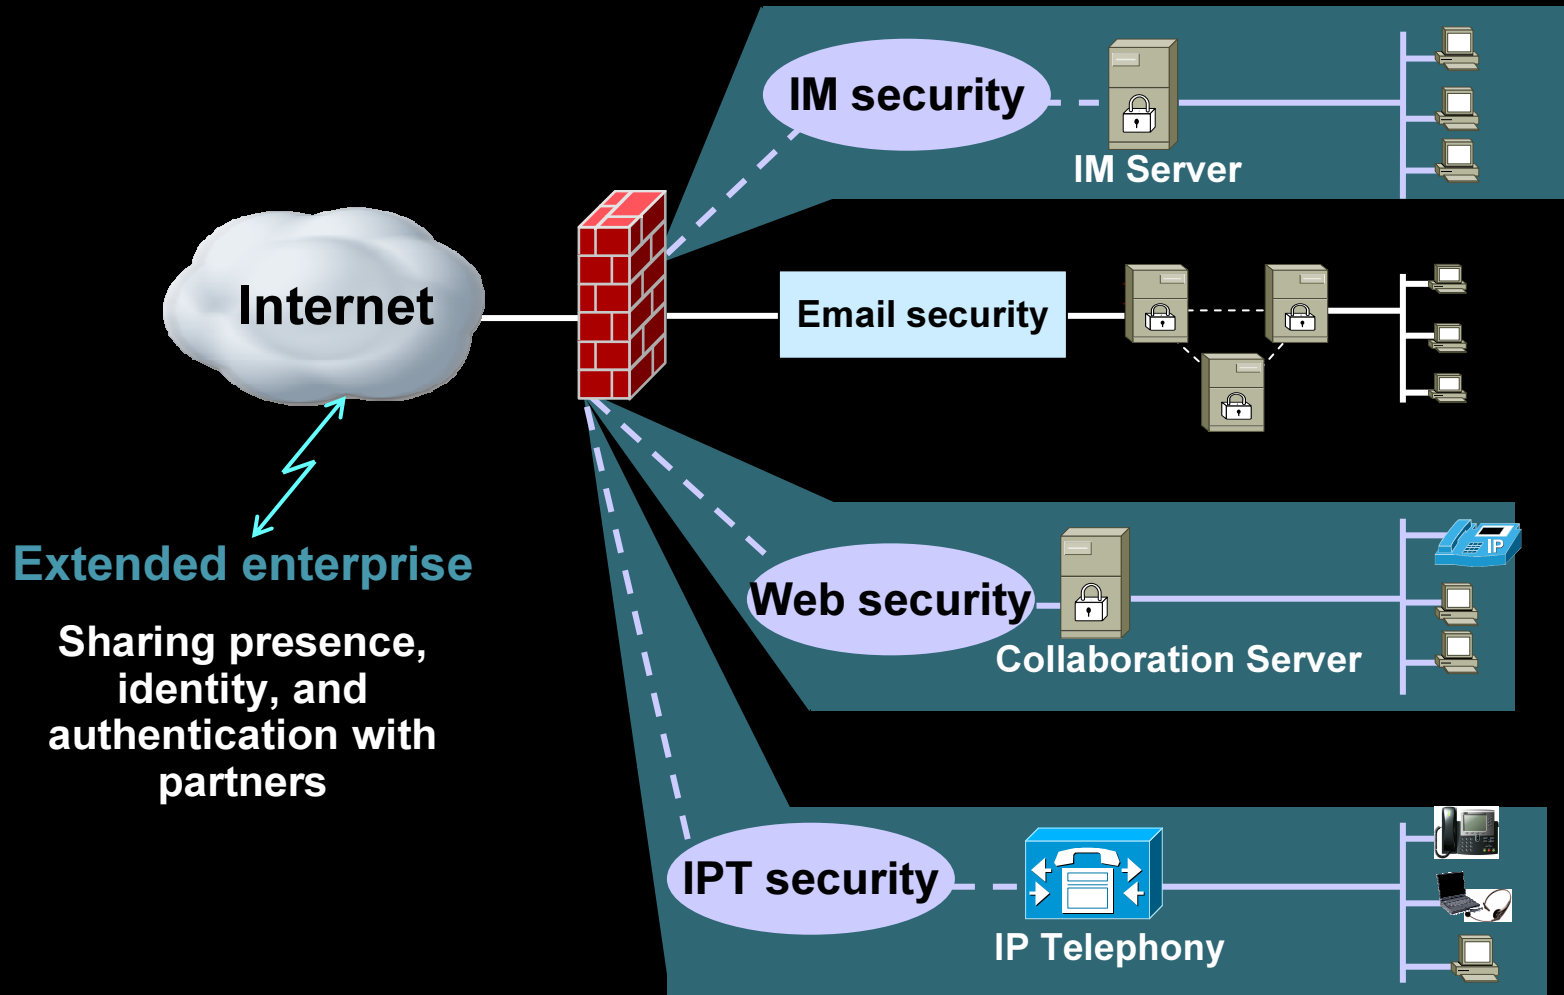 IM security
IM Server
Internet
Email security
Extended enterprise
Sharing presence,
identity, and
authentication with
partners
IP
Web security
Collaboration Server
IPT security
IP Telephony